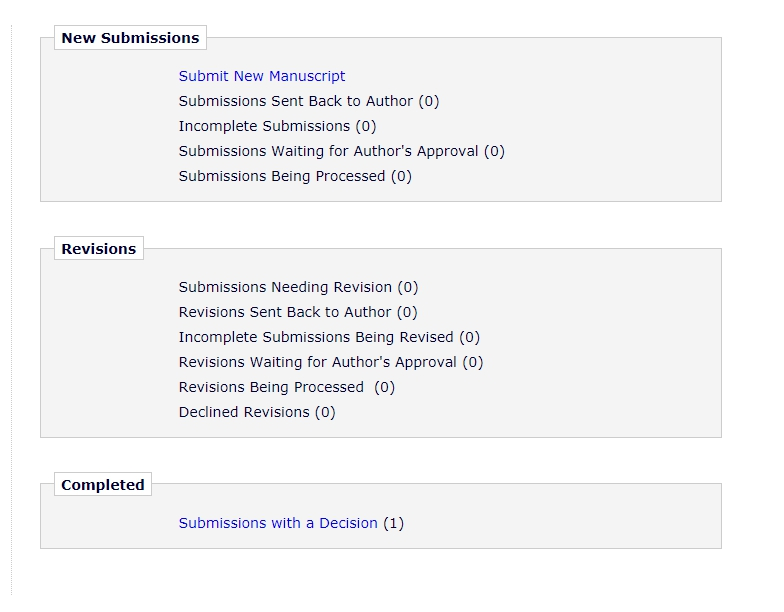 New Submissions
Submit New Manuscript
Submissions Sent Back to Author (0)
Incomplete Submissions (0)
Submissions Waiting for Author's Approval (0)
Submissions Being Processed (0)
Revisions
Submissions Needing Revision (0)
Revisions Sent Back to Author (0)
Incomplete Submissions Being Revised (0)
Revisions Waiting for Author's Approval (0)
Revisions Being Processed  (0)
Declined Revisions (0)
Completed
Submissions with a Decision (1)